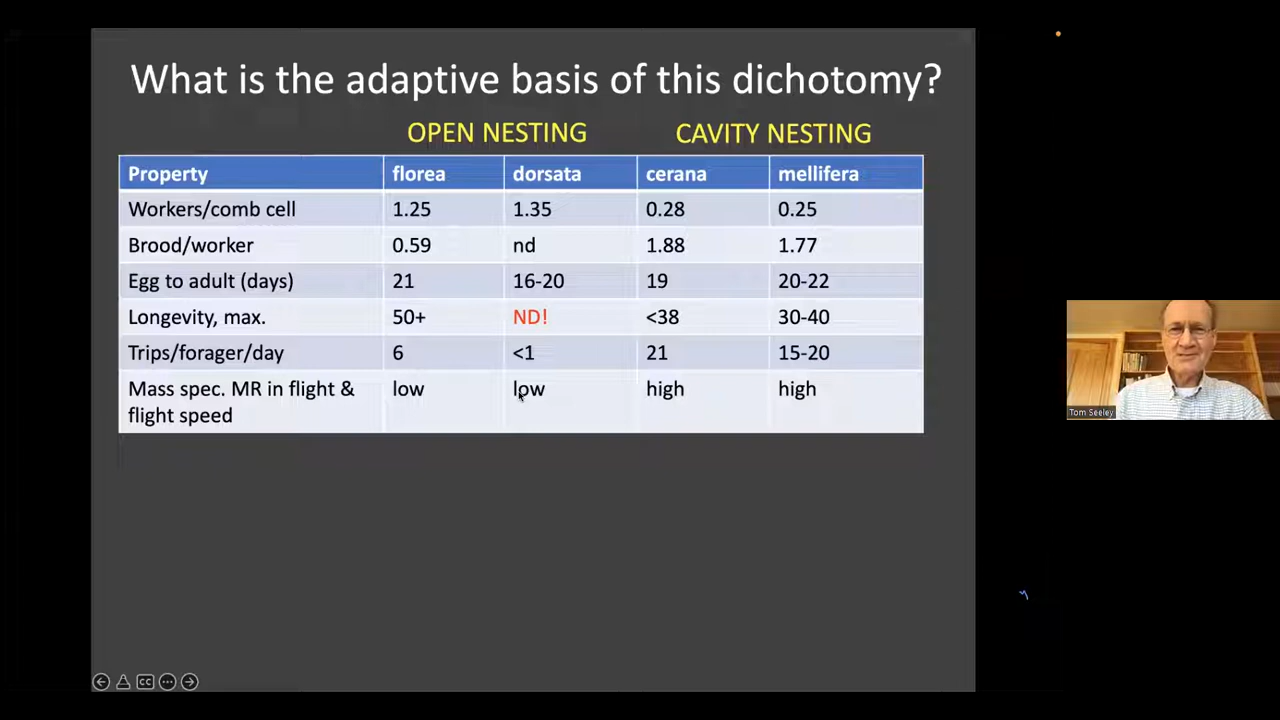 What is the adaptive basis of this dichotomy?
OPEN NESTING CAVITY NESTING
Property florea dorsata cerana mellifera
Workers/comb cell 1.25 1.35 0.28 0.25
Brood/worker 0.59 nd 1.88 1.77
Egg to adult (days) 21 16-20 19 20-22
Longevity, max. 50+ ND! <38 30-40
Trips/forager/day 6 <1 21 15-20
Mass spec. MR in flight & low low high high
flight speed
Tom Seeley
CC